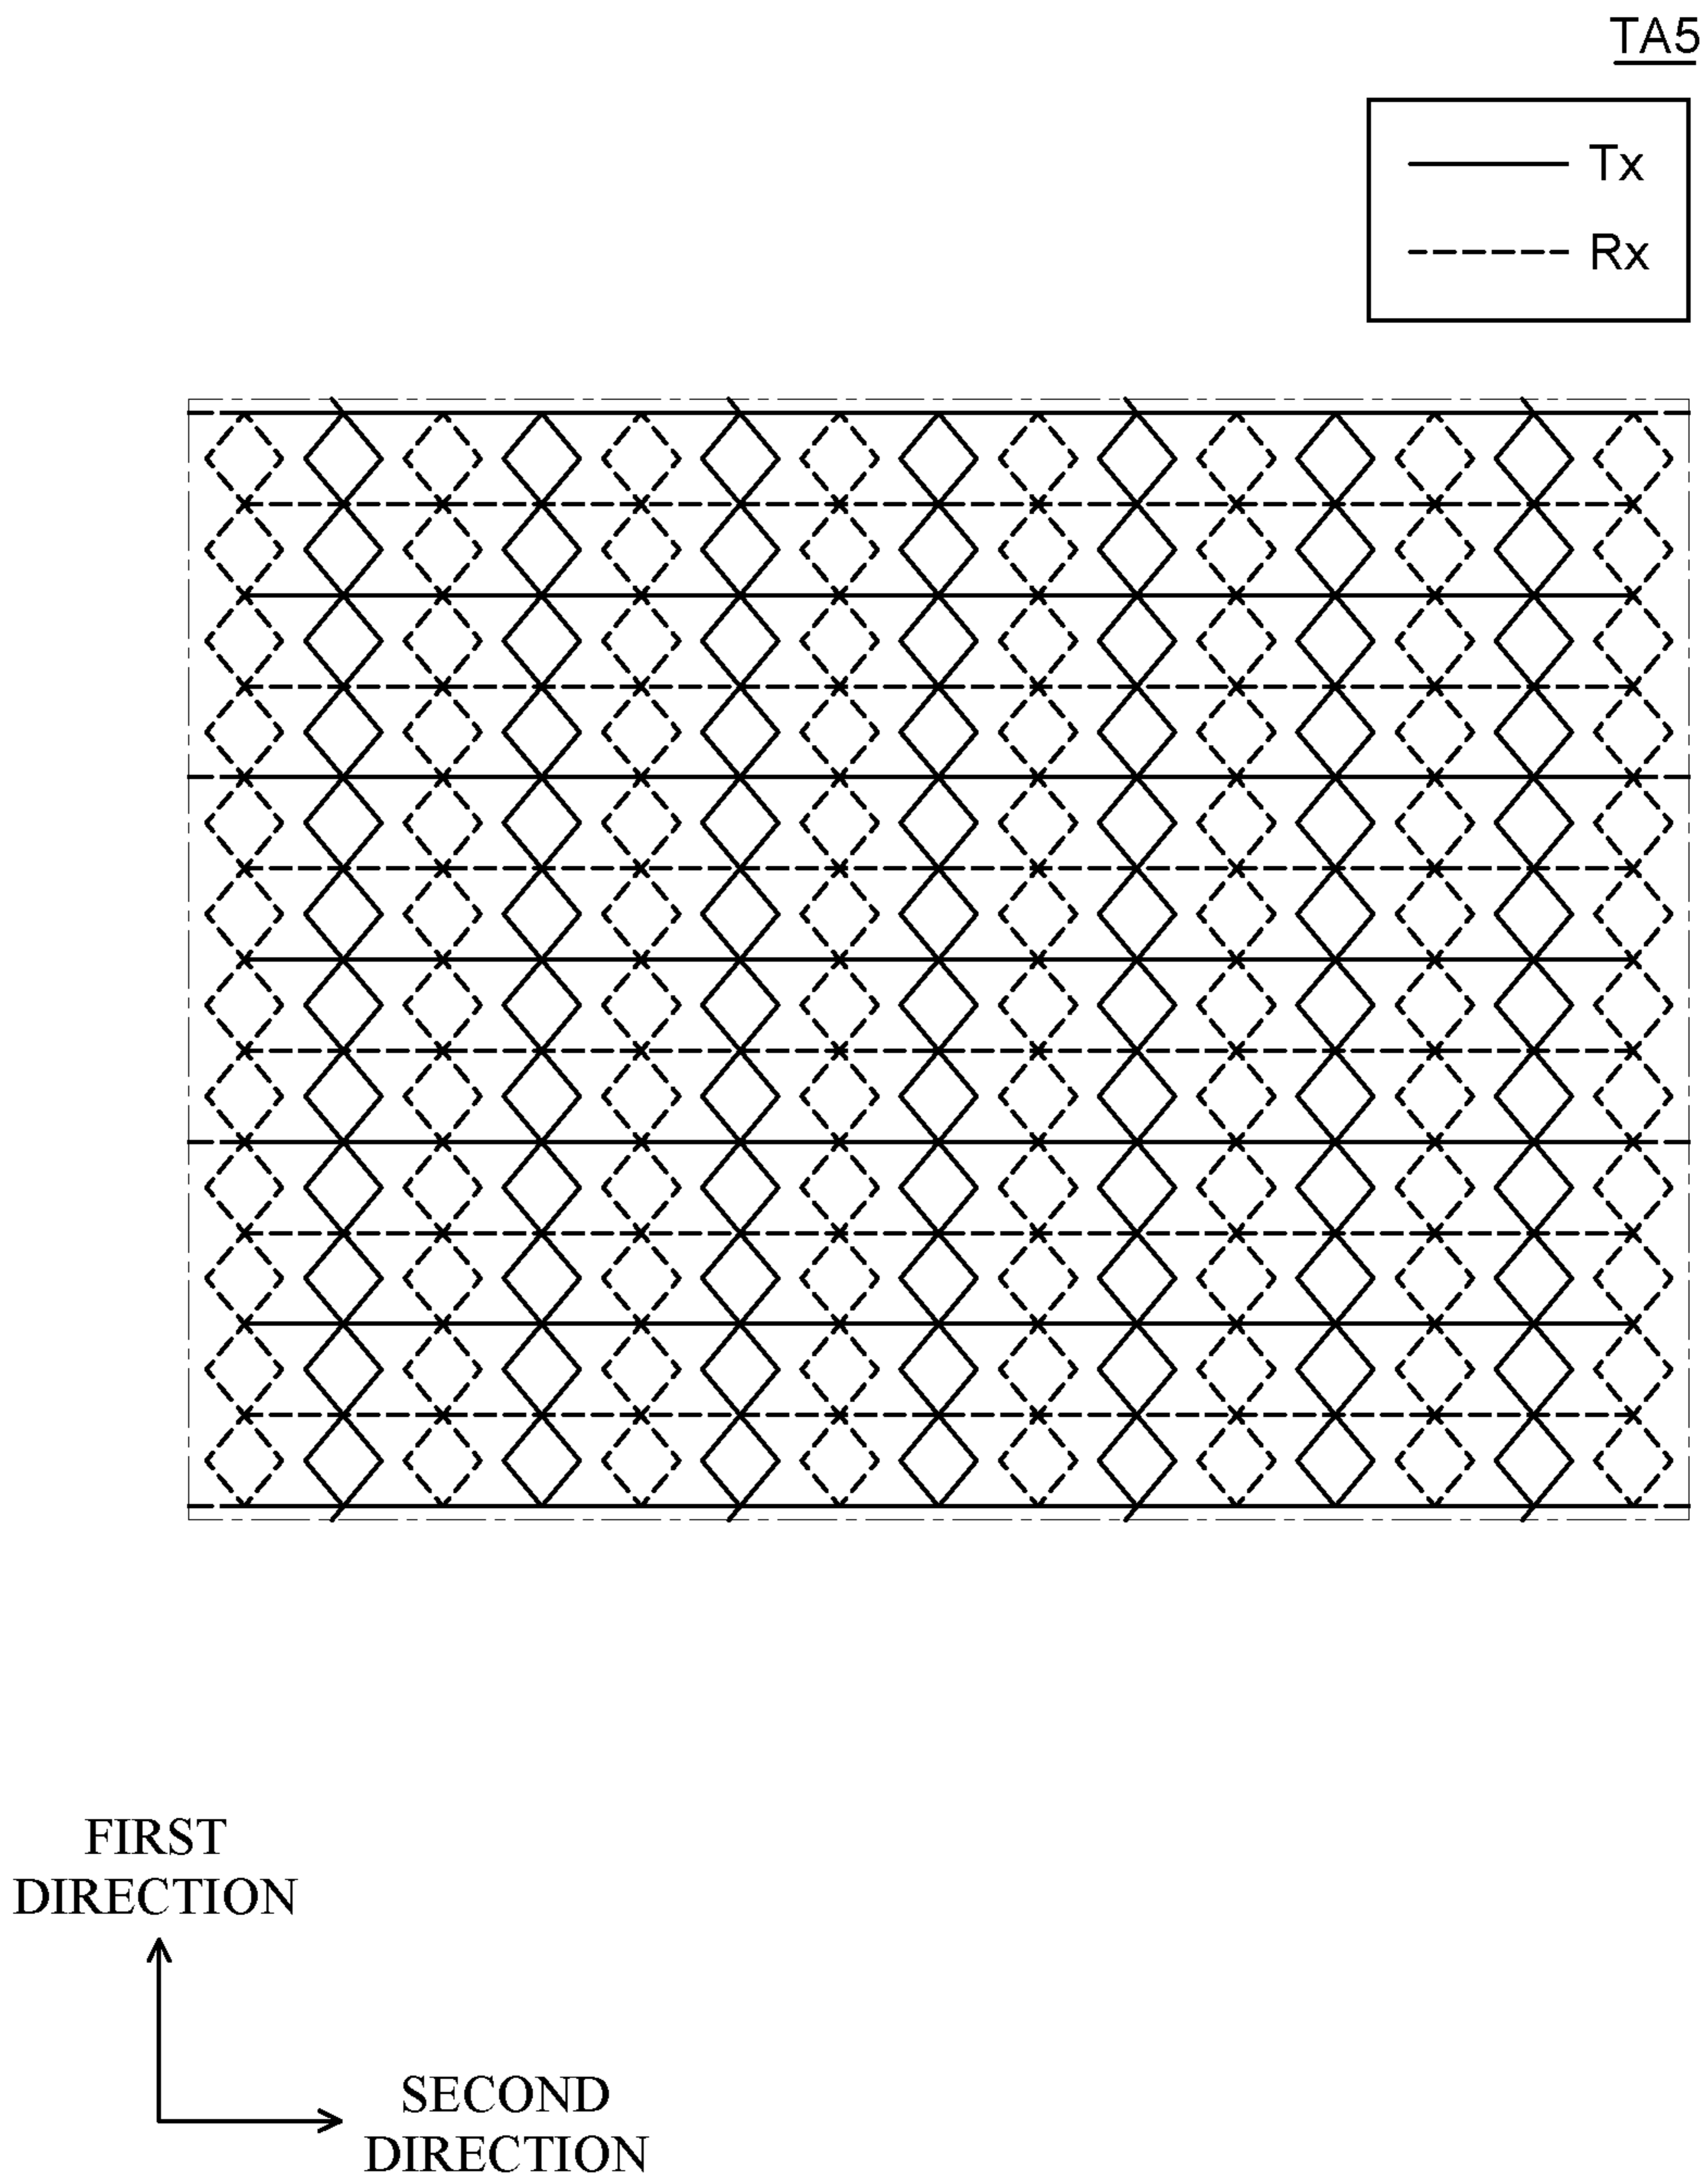 TA5
Tx
Rx
FIRST
DIRECTION
SECOND
DIRECTION